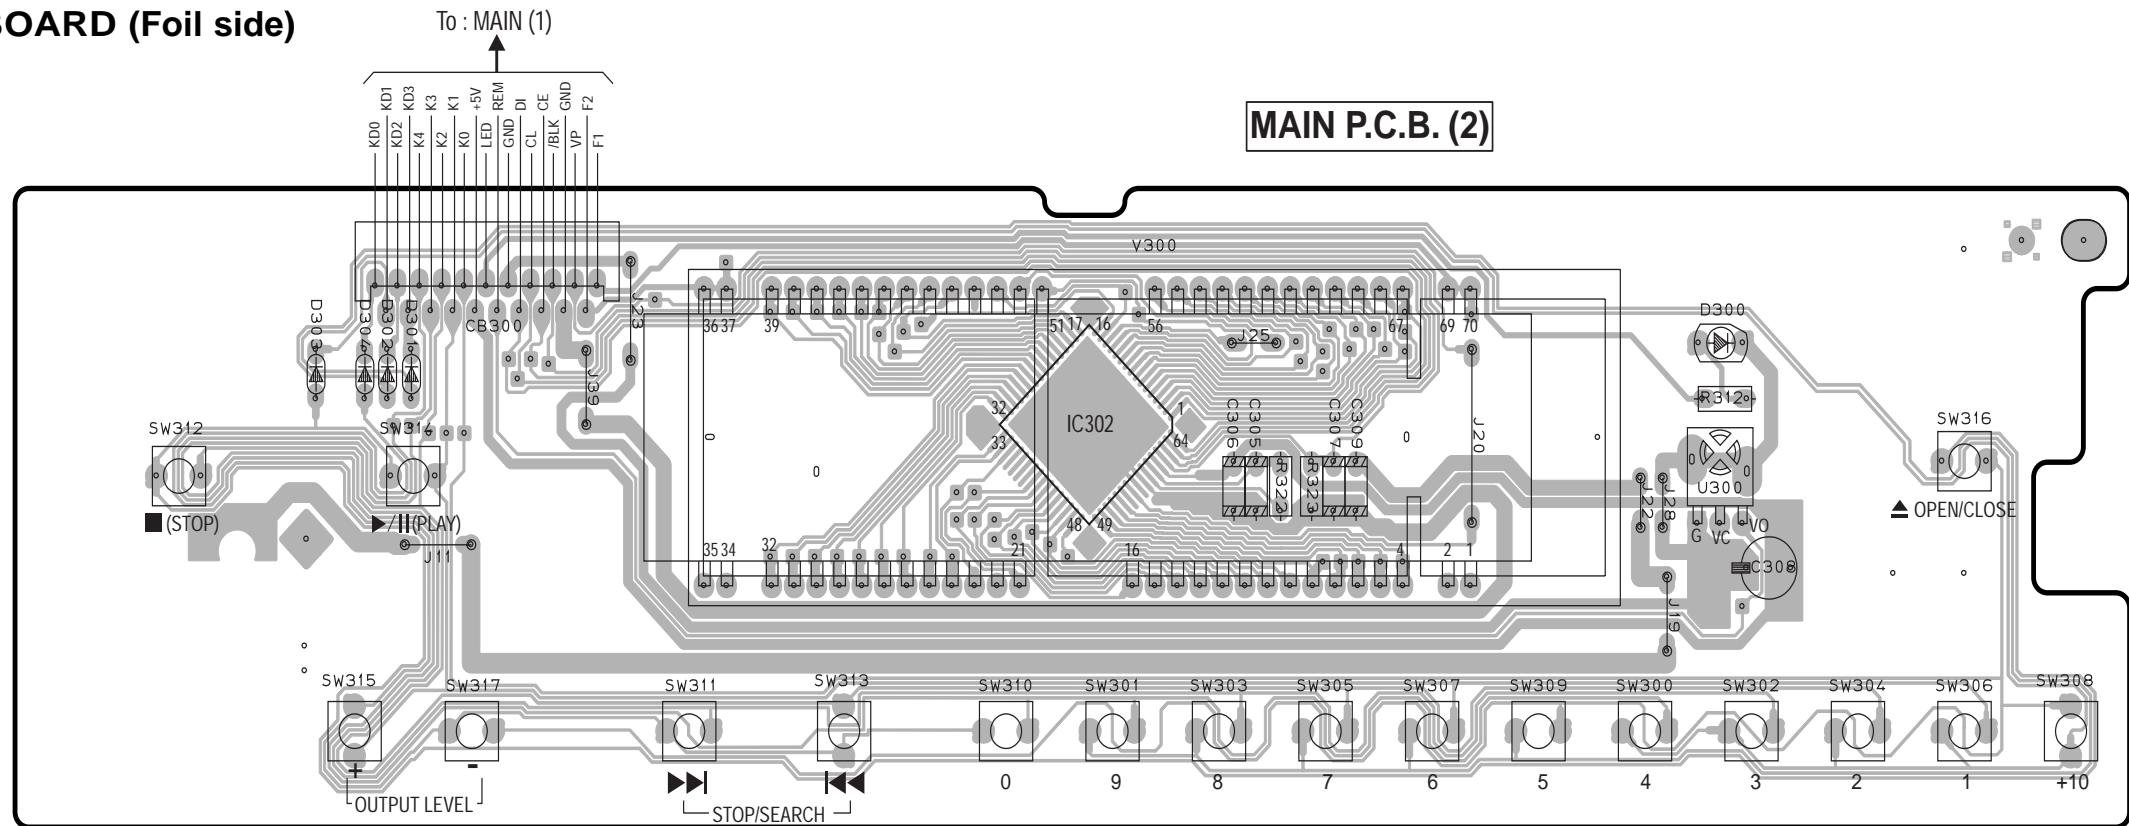 BOARD (Foil side)
To : MAIN (1)
KD0 KD1 KD2 KD3 K4 K3 K2 K1 K0 +5V LED REM GND DI CL CE /BLK GND VP F2 F1
MAIN P.C.B. (2)
V300
CB300
J23
D303 D304 D302 D301
J39
36 37 39 51 17 16 56 67 69 70
J25
D300
R312
32 1
IC302
33 64
C306 C305 C307 C309
R322 R323
J20
J22 J28
U300
G VC VO
C308
SW312
SW314
SW316
■ (STOP)
▶/II(PLAY)
⏏ OPEN/CLOSE
J11
48 49
35 34 32 21 16 4 2 1
0 0 0
J19
SW315 SW317 SW311 SW313 SW310 SW301 SW303 SW305 SW307 SW309 SW300 SW302 SW304 SW306 SW308
+ - ▶▶I I◀◀ 0 9 8 7 6 5 4 3 2 1 +10
OUTPUT LEVEL
STOP/SEARCH